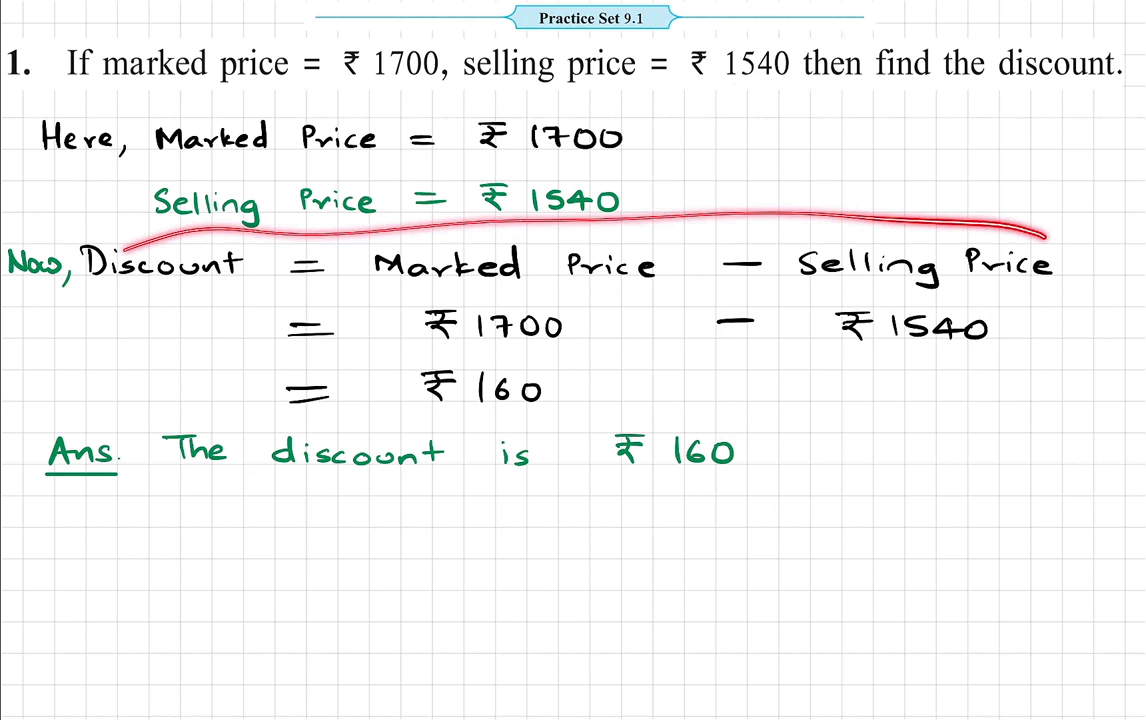 Practice Set 9.1
1. If marked price = ₹ 1700, selling price = ₹ 1540 then find the discount.
Here, Marked Price = ₹ 1700
Selling Price = ₹ 1540
Now, Discount = Marked Price - Selling Price
= ₹ 1700 - ₹ 1540
= ₹ 160
Ans. The discount is ₹ 160